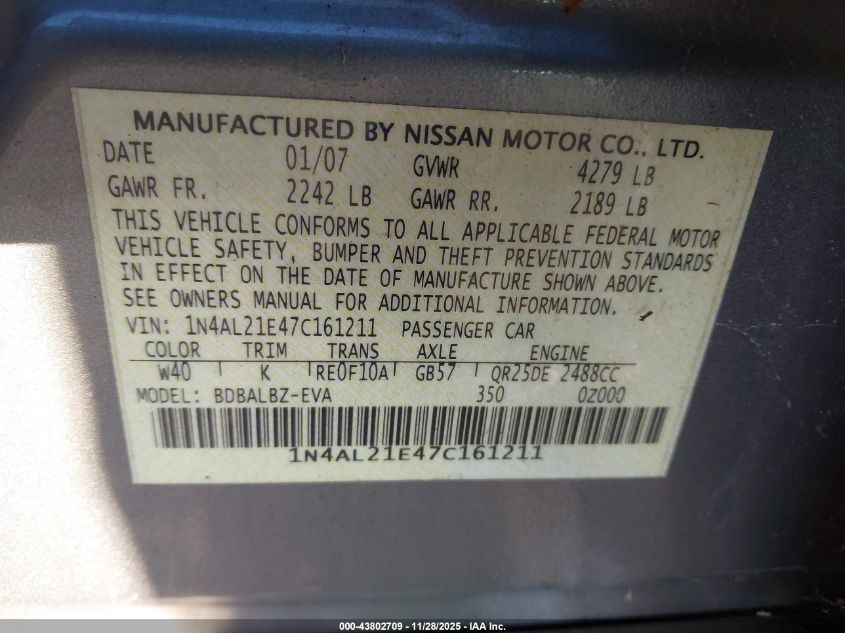 MANUFACTURED BY NISSAN MOTOR CO., LTD.
DATE 01/07 GVWR 4279 LB
GAWR FR. 2242 LB GAWR RR. 2189 LB
THIS VEHICLE CONFORMS TO ALL APPLICABLE FEDERAL MOTOR
VEHICLE SAFETY, BUMPER AND THEFT PREVENTION STANDARDS
IN EFFECT ON THE DATE OF MANUFACTURE SHOWN ABOVE.
SEE OWNERS MANUAL FOR ADDITIONAL INFORMATION.
VIN: 1N4AL21E47C161211 PASSENGER CAR
COLOR TRIM TRANS AXLE ENGINE
W40 K RE0F10A GB57 QR25DE 2488CC
MODEL: BDBALBZ-EVA 350 0Z000
1N4AL21E47C161211
000-43802709 - 11/28/2025 - IAA Inc.